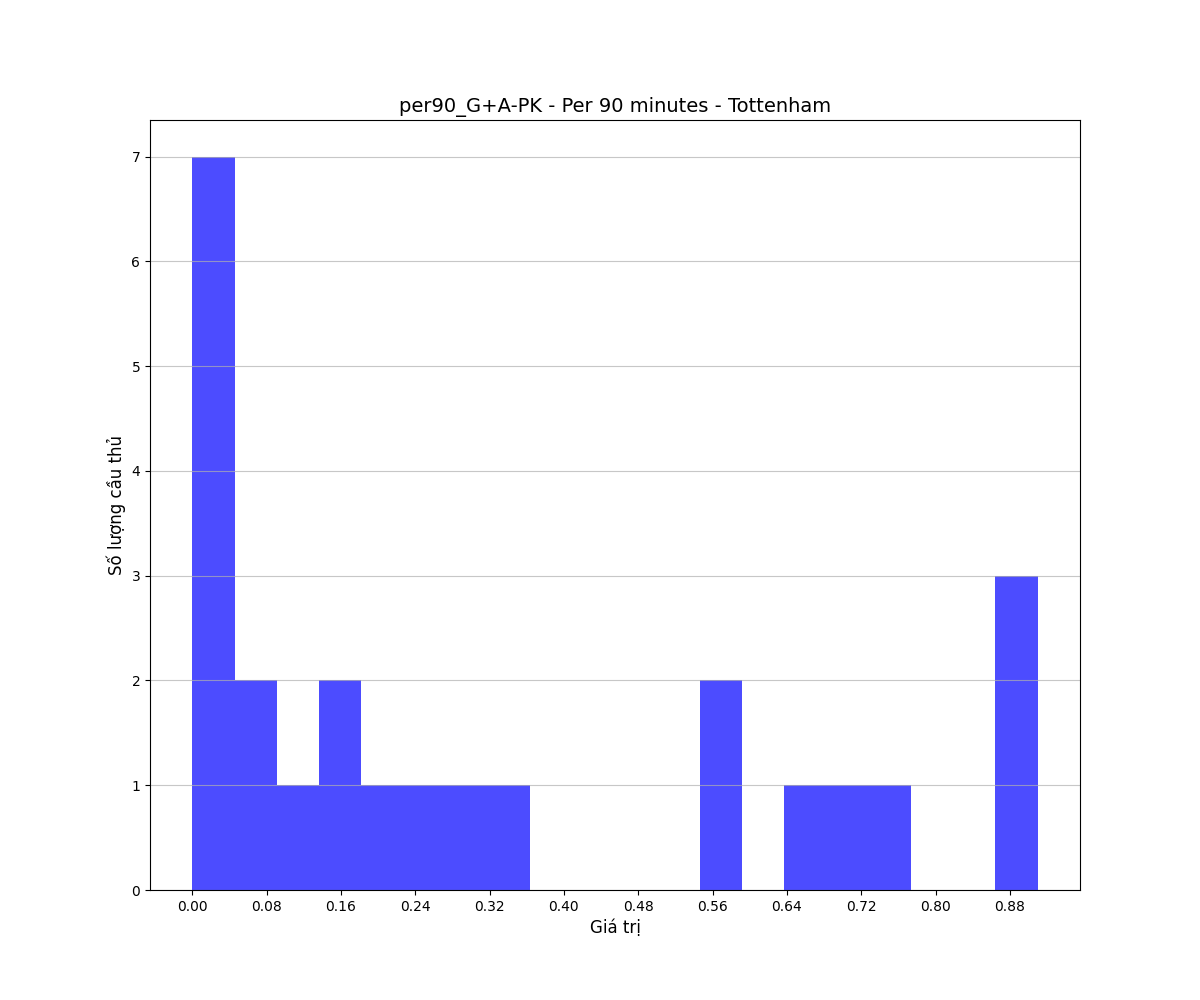 per90_G+A-PK - Per 90 minutes - Tottenham
7
6
5
4
3
2
1
0
Số lượng cầu thủ
0.00 0.08 0.16 0.24 0.32 0.40 0.48 0.56 0.64 0.72 0.80 0.88
Giá trị